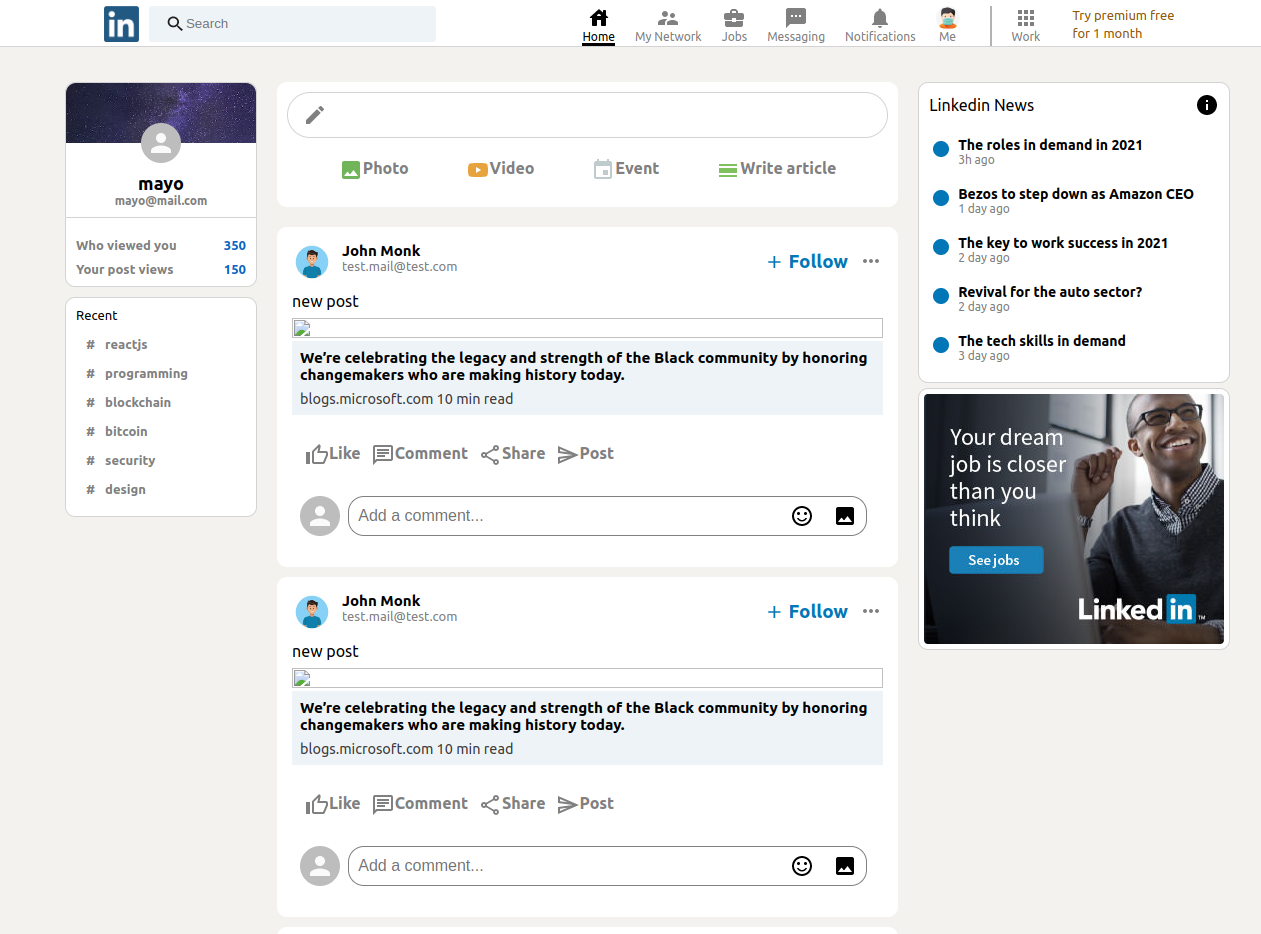 in
Search
Home
My Network
Jobs
Messaging
Notifications
Me
Work
Try premium free
for 1 month
mayo
mayo@mail.com
Who viewed you 350
Your post views 150
Recent
# reactjs
# programming
# blockchain
# bitcoin
# security
# design
Photo
Video
Event
Write article
John Monk
test.mail@test.com
+ Follow
new post
We're celebrating the legacy and strength of the Black community by honoring
changemakers who are making history today.
blogs.microsoft.com 10 min read
Like
Comment
Share
Post
Add a comment...
John Monk
test.mail@test.com
+ Follow
new post
We're celebrating the legacy and strength of the Black community by honoring
changemakers who are making history today.
blogs.microsoft.com 10 min read
Like
Comment
Share
Post
Add a comment...
Linkedin News
The roles in demand in 2021
3h ago
Bezos to step down as Amazon CEO
1 day ago
The key to work success in 2021
2 day ago
Revival for the auto sector?
2 day ago
The tech skills in demand
3 day ago
Your dream
job is closer
than you
think
See jobs
Linked in ™